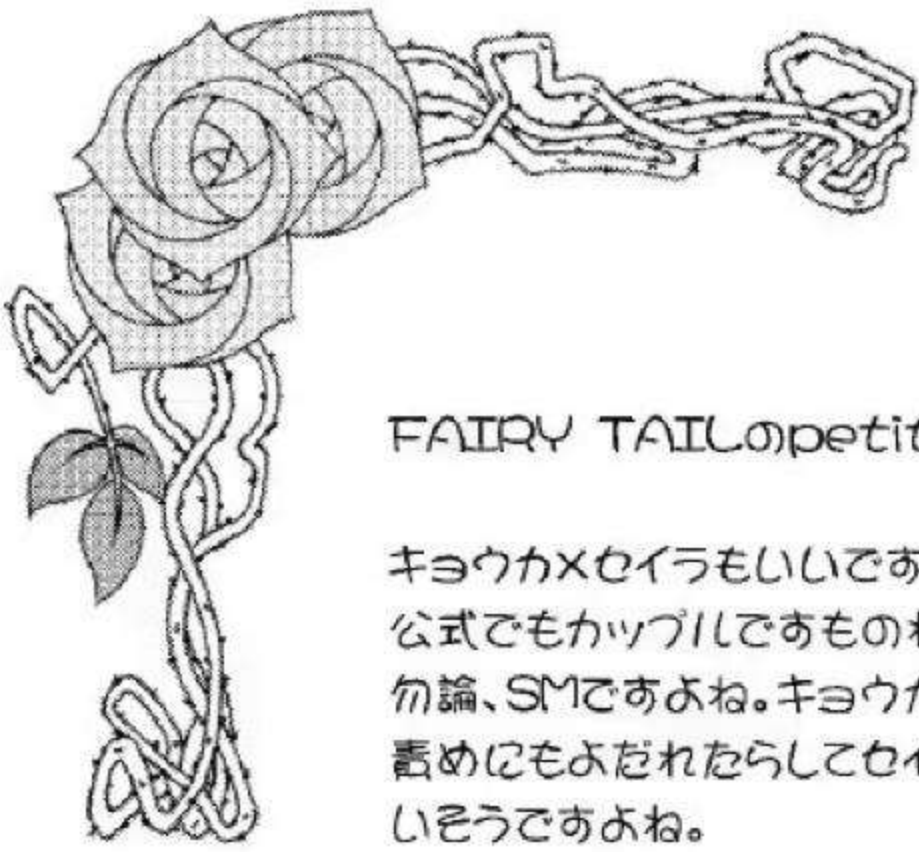 FAIRY TAILのpetit
キョウカ×セイラもいいです
公式でもカップルですものね
勿論、SMですよね。キョウカ
責めにもよだれたらしてセイ
いそうですよね。